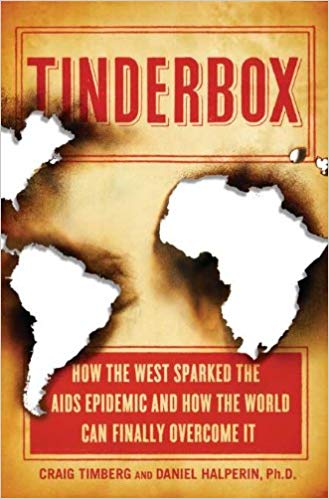 TINDERBOX
HOW THE WEST SPARKED THE
AIDS EPIDEMIC AND HOW THE WORLD
CAN FINALLY OVERCOME IT
CRAIG TIMBERG AND DANIEL HALPERIN, Ph.D.